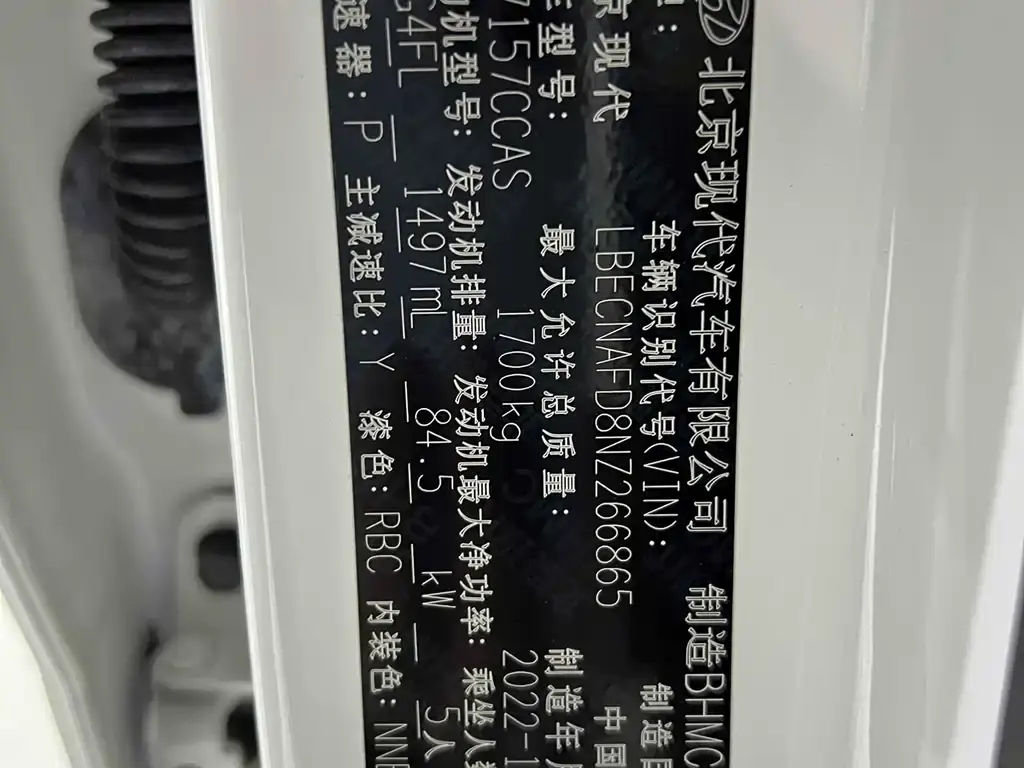 北京现代汽车有限公司 制造BHMC
车辆识别代号(VIN): 制造国
京现代 LBECNAFD8NZ266865 中国
型号: 最大允许总质量: 制造年月
7157CCAS 1700kg 2022-1
机型号: 发动机排量: 发动机最大净功率: 乘坐人数
G4FL 1497mL 84.5 kW 5人
速器: P 主减速比: Y 漆色: RBC 内装色: NNB